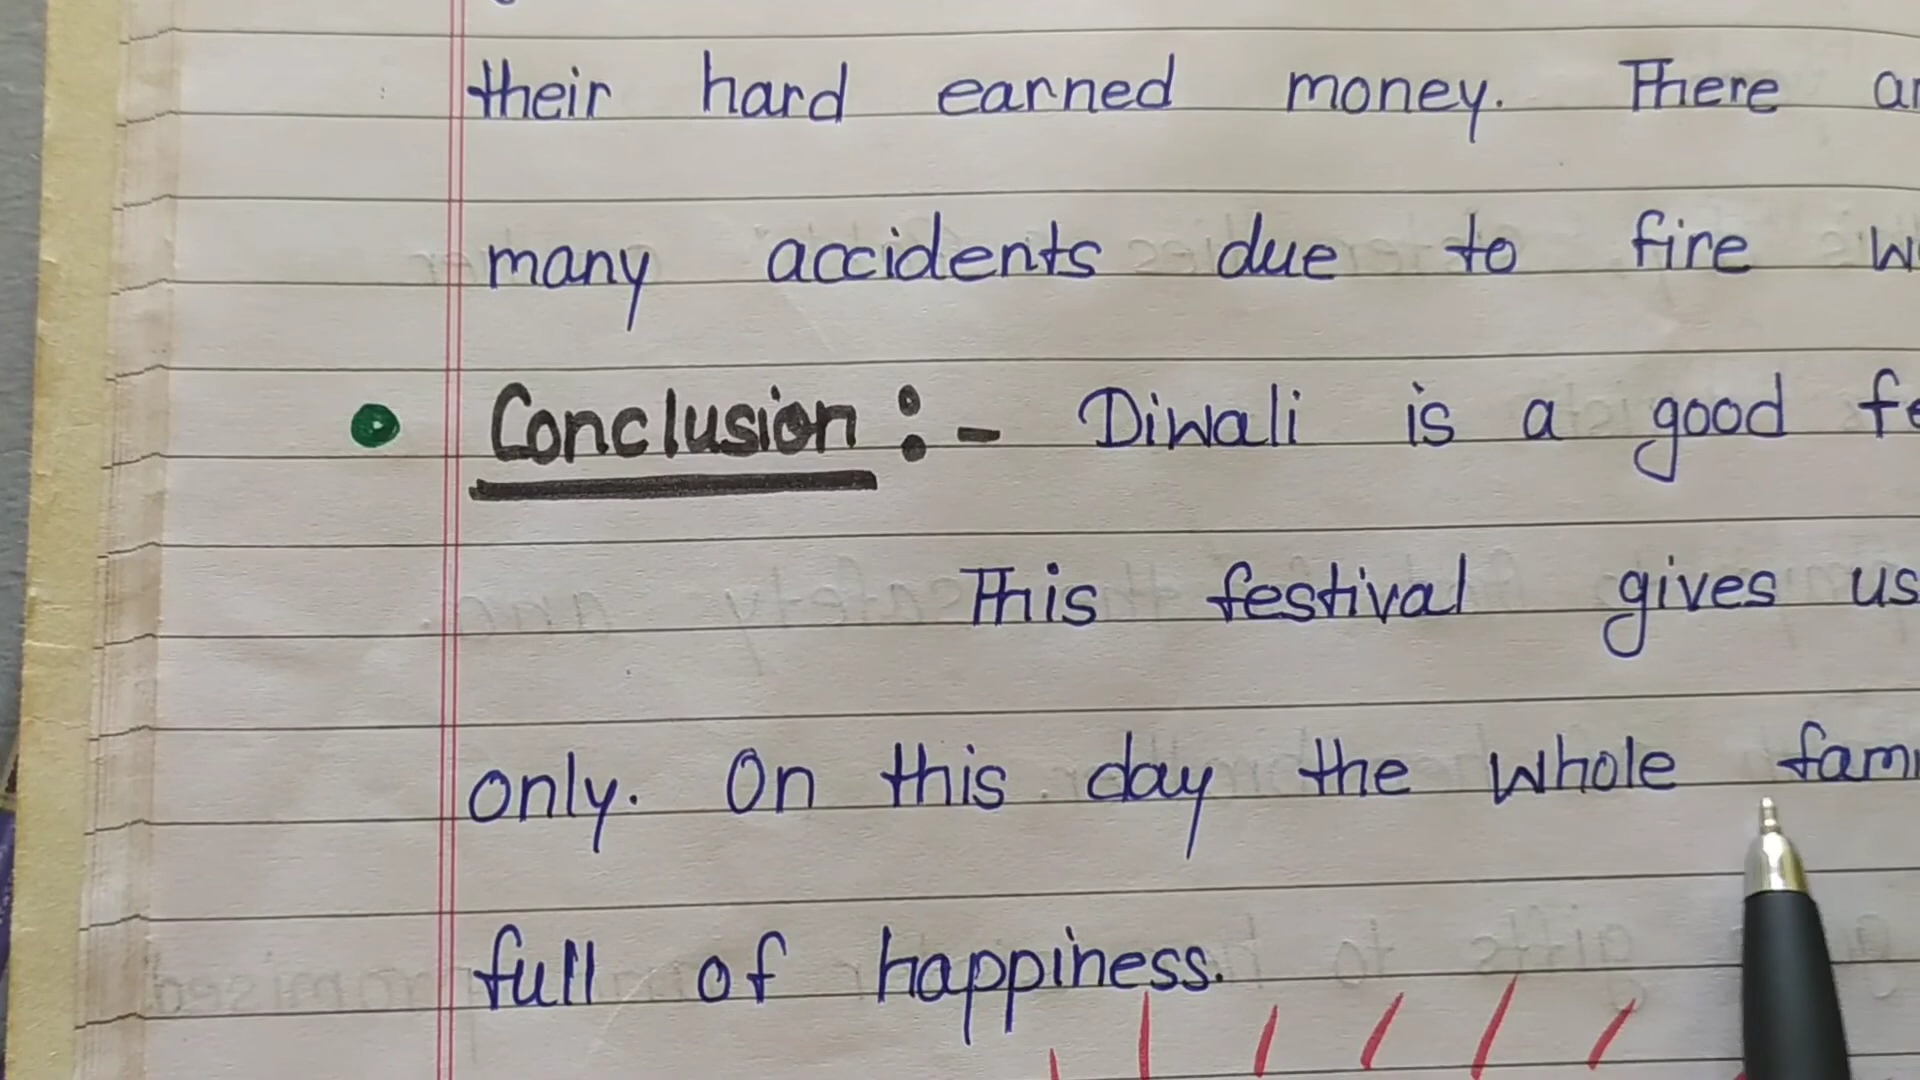 their hard earned money. There
many accidents due to fire
Conclusion :- Diwali is a good
This festival gives us
only. On this day the whole
full of happiness.